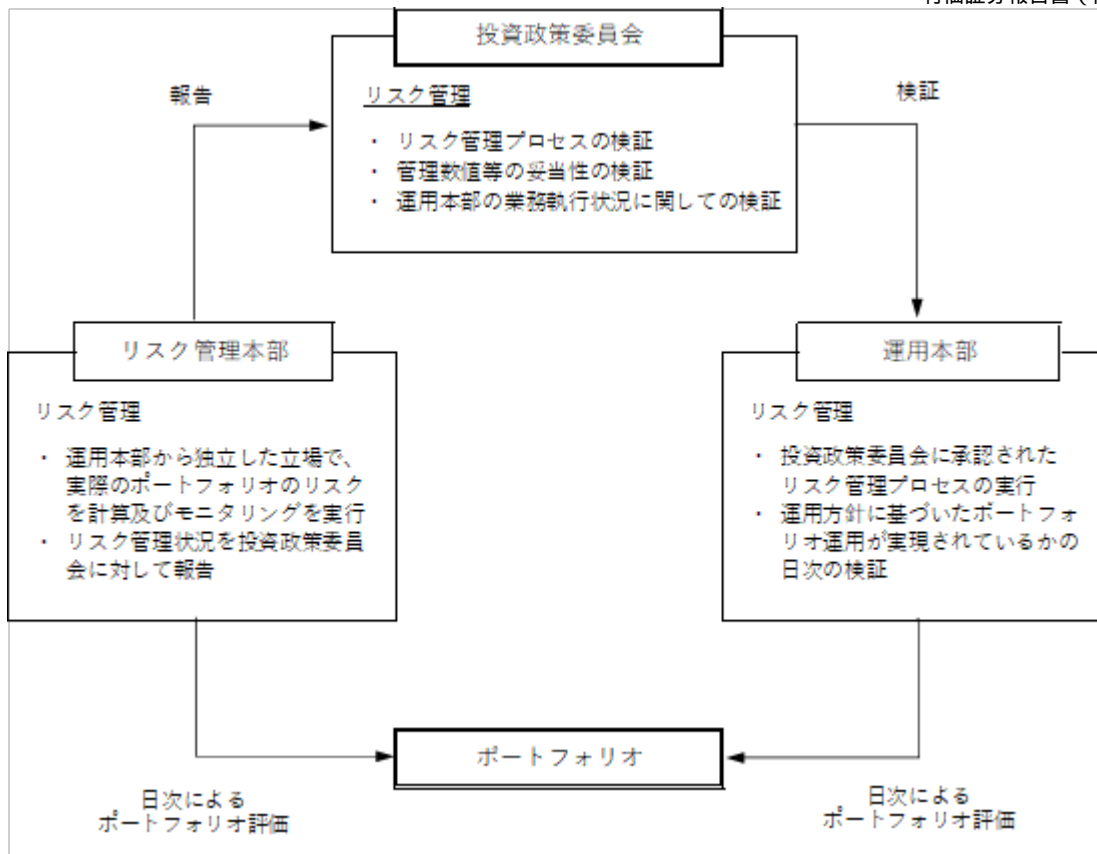 投資政策委員会
報告
検証
リスク管理
・ リスク管理プロセスの検証
・ 管理数値等の妥当性の検証
・ 運用本部の業務執行状況に関しての検証
リスク管理本部
リスク管理
・ 運用本部から独立した立場で、
実際のポートフォリオのリスク
を計算及びモニタリングを実行
・ リスク管理状況を投資政策委員
会に対して報告
運用本部
リスク管理
・ 投資政策委員会に承認された
リスク管理プロセスの実行
・ 運用方針に基づいたポートフォ
リオ運用が実現されているかの
日次の検証
ポートフォリオ
日次による
ポートフォリオ評価
日次による
ポートフォリオ評価